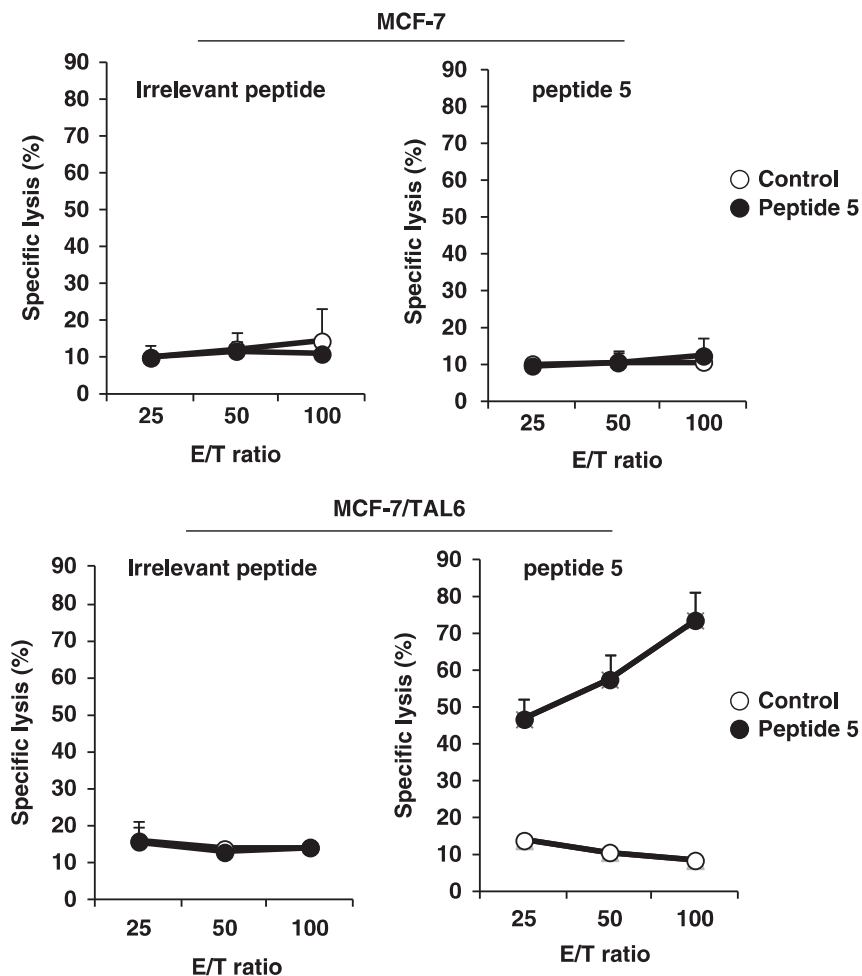 MCF-7
Irrelevant peptide
Specific lysis (%)
90
80
70
60
50
40
30
20
10
0
25 50 100
E/T ratio
peptide 5
Specific lysis (%)
90
80
70
60
50
40
30
20
10
0
25 50 100
E/T ratio
Control
Peptide 5
MCF-7/TAL6
Irrelevant peptide
Specific lysis (%)
90
80
70
60
50
40
30
20
10
0
25 50 100
E/T ratio
peptide 5
Specific lysis (%)
90
80
70
60
50
40
30
20
10
0
25 50 100
E/T ratio
Control
Peptide 5